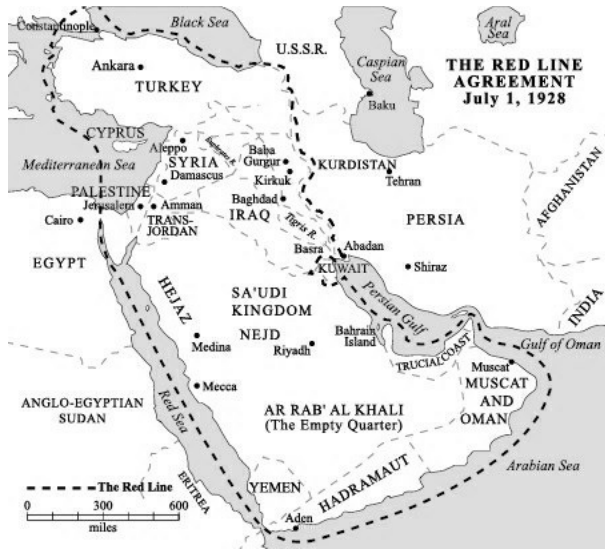 Constantinople
Black Sea
Aral
Sea
U.S.S.R.
Caspian
Sea
THE RED LINE
AGREEMENT
July 1, 1928
Ankara
TURKEY
Baku
CYPRUS
Aleppo
SYRIA
Euphrates R.
Baba
Gurgur
KURDISTAN
Kirkuk
Tehran
Mediterranean Sea
Damascus
AFGHANISTAN
PALESTINE
Jerusalem
Amman
Baghdad
IRAQ
Tigris R.
PERSIA
Cairo
TRANS-
JORDAN
Basra
Abadan
EGYPT
KUWAIT
Shiraz
HEJAZ
SA'UDI
KINGDOM
Persian Gulf
INDIA
NEJD
Medina
Riyadh
Bahrain
Island
Gulf of Oman
TRUCIAL COAST
Muscat
Mecca
MUSCAT
AND
OMAN
ANGLO-EGYPTIAN
SUDAN
Red Sea
AR RAB' AL KHALI
(The Empty Quarter)
Arabian Sea
The Red Line
ERITREA
YEMEN
HADRAMAUT
0 200 400 600
miles
Aden